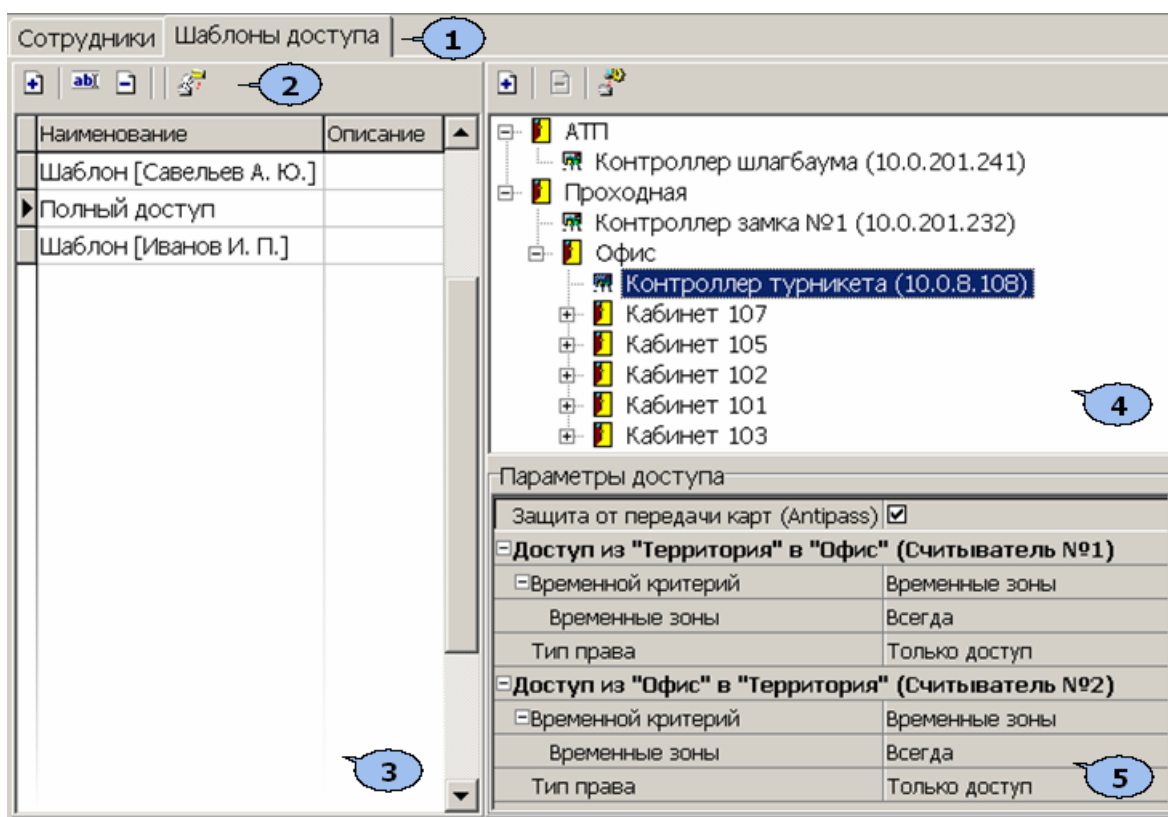 Сотрудники Шаблоны доступа 1
2
Наименование Описание
Шаблон [Савельев А. Ю.]
Полный доступ
Шаблон [Иванов И. П.]
3
АТП
Контроллер шлагбаума (10.0.201.241)
Проходная
Контроллер замка №1 (10.0.201.232)
Офис
Контроллер турникета (10.0.8.108)
Кабинет 107
Кабинет 105
Кабинет 102
Кабинет 101
Кабинет 103
4
Параметры доступа
Защита от передачи карт (Antipass)
Доступ из "Территория" в "Офис" (Считыватель №1)
Временной критерий Временные зоны
Временные зоны Всегда
Тип права Только доступ
Доступ из "Офис" в "Территория" (Считыватель №2)
Временной критерий Временные зоны
Временные зоны Всегда
Тип права Только доступ
5